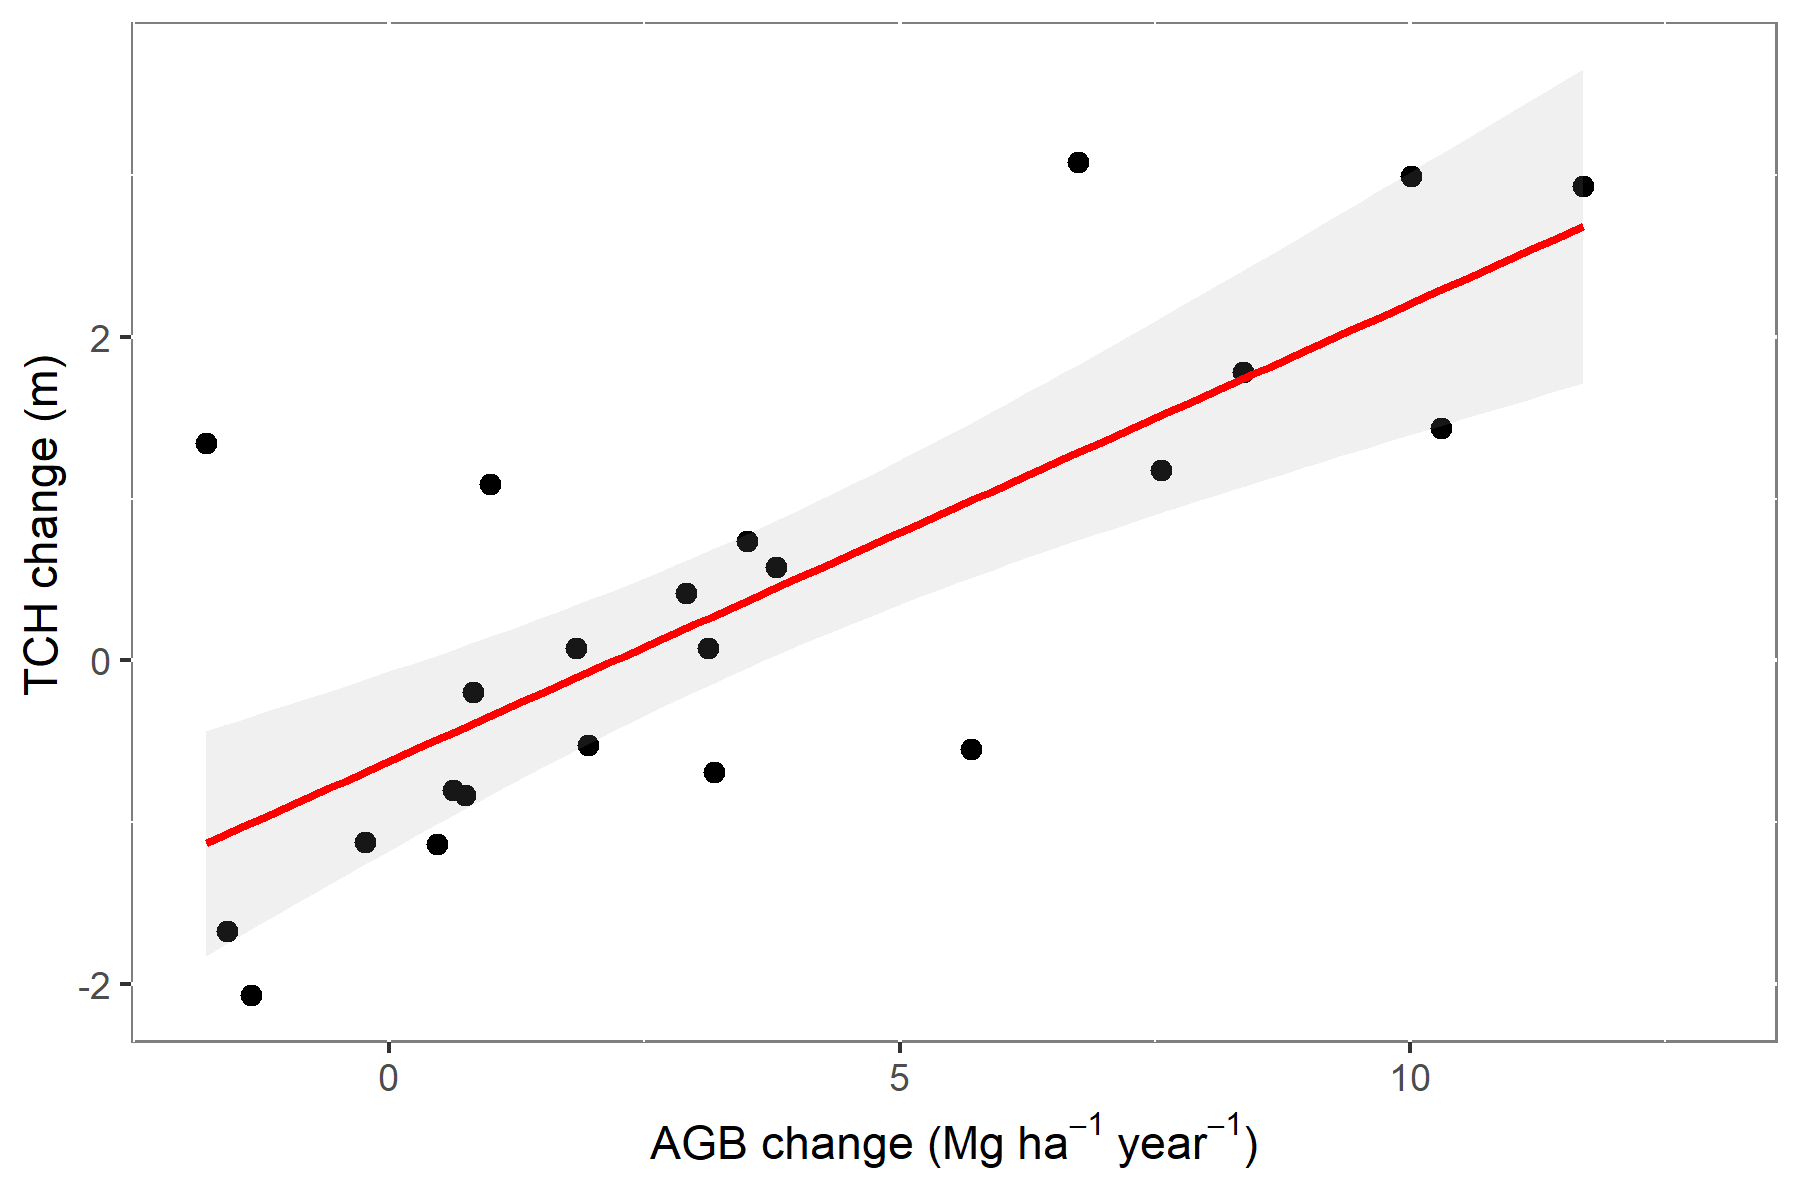 TCH change (m)
2
0
-2
0 5 10
AGB change (Mg ha⁻¹ year⁻¹)